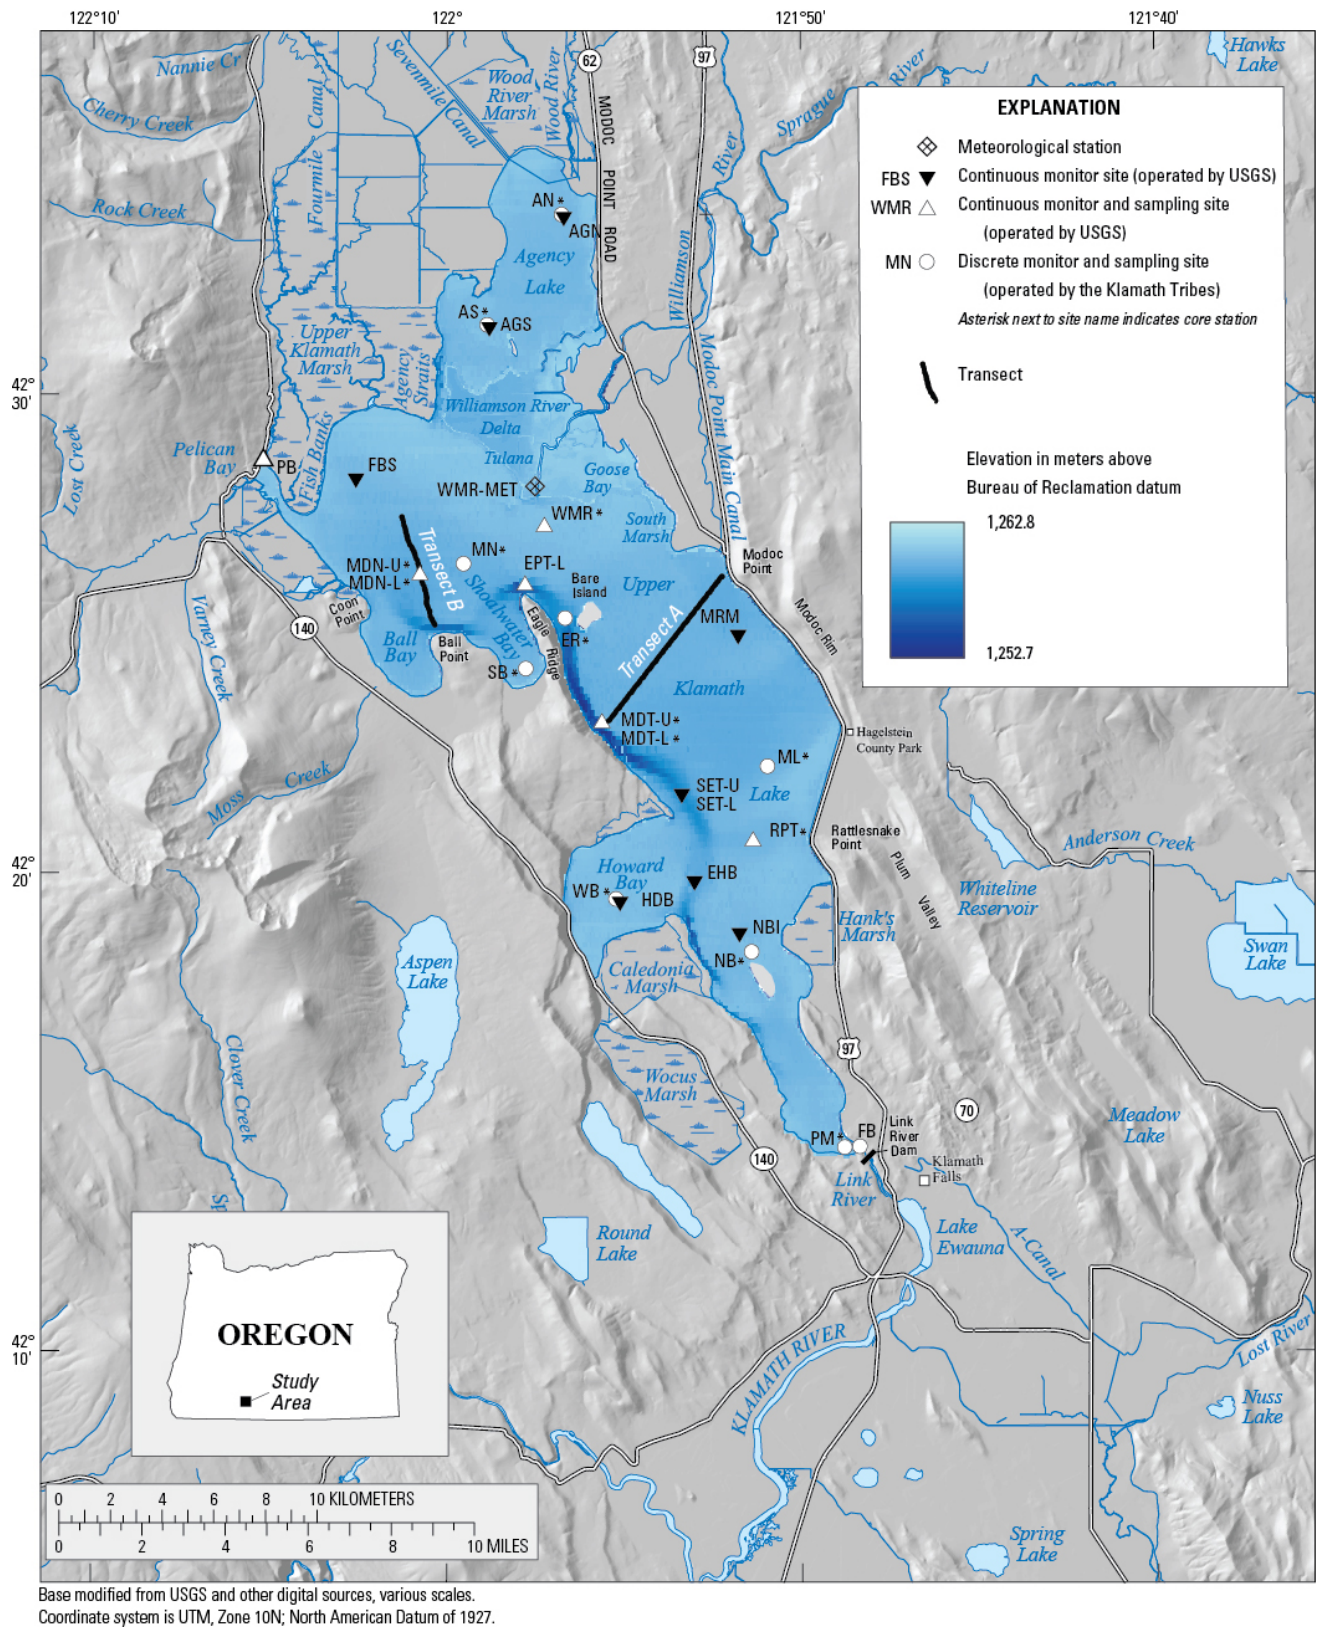 122°10'
122°
121°50'
121°40'
Hawks
Lake
Nannie Cr
Cherry Creek
Rock Creek
Fourmile Canal
Sevenmile Canal
Wood
River
Marsh
Wood River
62
97
MODOC POINT ROAD
River
Sprague
River
Williamson
Modoc Point Main Canal
EXPLANATION
Meteorological station
FBS Continuous monitor site (operated by USGS)
WMR Continuous monitor and sampling site
(operated by USGS)
MN Discrete monitor and sampling site
(operated by the Klamath Tribes)
Asterisk next to site name indicates core station
Transect
Elevation in meters above
Bureau of Reclamation datum
1,262.8
1,252.7
AN*
AGN
Agency
Lake
AS*
AGS
Upper
Klamath
Marsh
Agency
Straits
42°
30'
Williamson River
Delta
Tulana
Goose
Bay
Lost Creek
Pelican
Bay
PB
Fish Banks
FBS
WMR-MET
WMR*
South
Marsh
Transect B
MN*
EPT-L
MDN-U*
MDN-L*
Shoalwater
Bay
Bare
Island
Upper
Modoc
Point
Coon
Point
140
Varney Creek
Ball
Bay
Ball
Point
Eagle
Ridge
ER*
SB*
Transect A
MRM
Modoc Rim
Klamath
MDT-U*
MDT-L*
Hagelstein
County Park
ML*
SET-U
SET-L
Lake
Moss
Creek
RPT*
Rattlesnake
Point
Anderson Creek
42°
20'
Howard
Bay
EHB
WB*
HDB
Plum
Valley
Whiteline
Reservoir
NBI
NB*
Hank's
Marsh
Swan
Lake
Aspen
Lake
Caledonia
Marsh
97
Clover Creek
Wocus
Marsh
70
Meadow
Lake
PM*
FB
Link
River
Dam
140
Klamath
Falls
Link
River
Sp
Round
Lake
Lake
Ewauna
A-Canal
OREGON
Study
Area
42°
10'
KLAMATH RIVER
Lost River
Nuss
Lake
Spring
Lake
0 2 4 6 8 10 KILOMETERS
0 2 4 6 8 10 MILES
Base modified from USGS and other digital sources, various scales.
Coordinate system is UTM, Zone 10N; North American Datum of 1927.